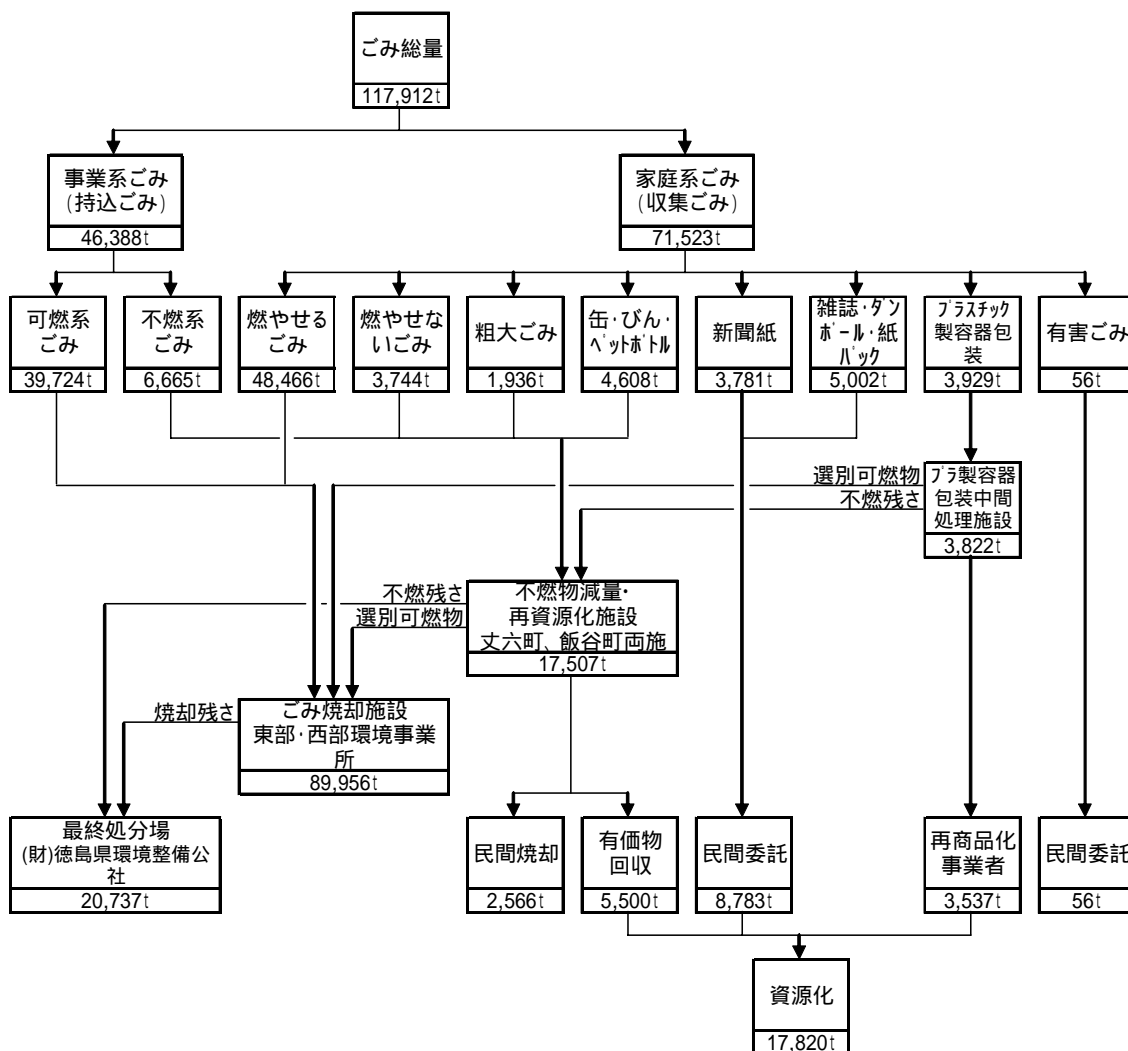 ごみ総量
117,912t
事業系ごみ
(持込ごみ)
46,388t
家庭系ごみ
(収集ごみ)
71,523t
可燃系
ごみ
39,724t
不燃系
ごみ
6,665t
燃やせる
ごみ
48,466t
燃やせな
いごみ
3,744t
粗大ごみ
1,936t
缶・びん・
ペットボトル
4,608t
新聞紙
3,781t
雑誌・ダン
ボール・紙
パック
5,002t
プラスチック
製容器包
装
3,929t
有害ごみ
56t
選別可燃物
不燃残さ
プラ製容器
包装中間
処理施設
3,822t
不燃残さ
選別可燃物
不燃物減量・
再資源化施設
丈六町、飯谷町両施
17,507t
焼却残さ
ごみ焼却施設
東部・西部環境事業
所
89,956t
最終処分場
(財)徳島県環境整備公
社
20,737t
民間焼却
2,566t
有価物
回収
5,500t
民間委託
8,783t
再商品化
事業者
3,537t
民間委託
56t
資源化
17,820t